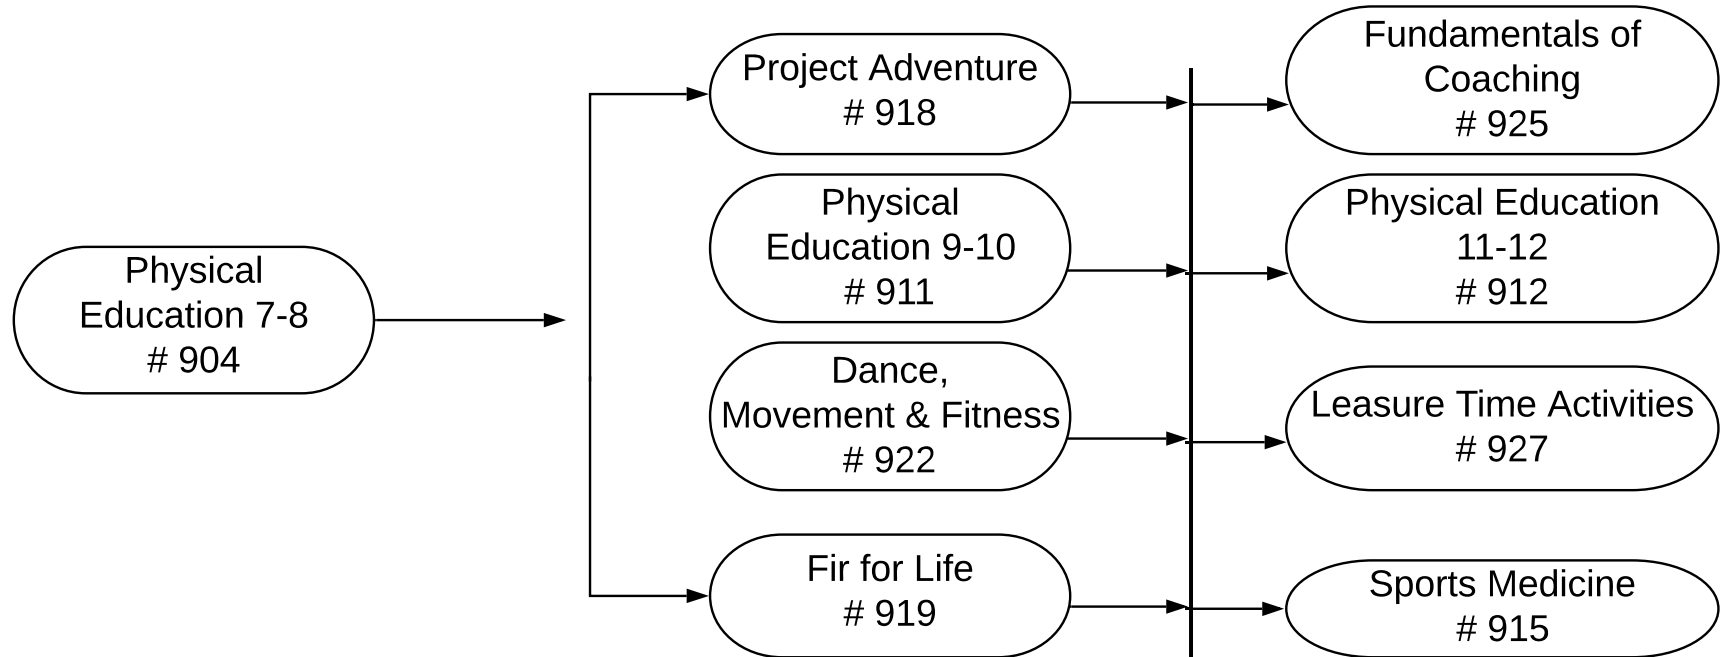 Physical
Education 7-8
# 904
Project Adventure
# 918
Physical
Education 9-10
# 911
Dance,
Movement & Fitness
# 922
Fir for Life
# 919
Fundamentals of
Coaching
# 925
Physical Education
11-12
# 912
Leasure Time Activities
# 927
Sports Medicine
# 915